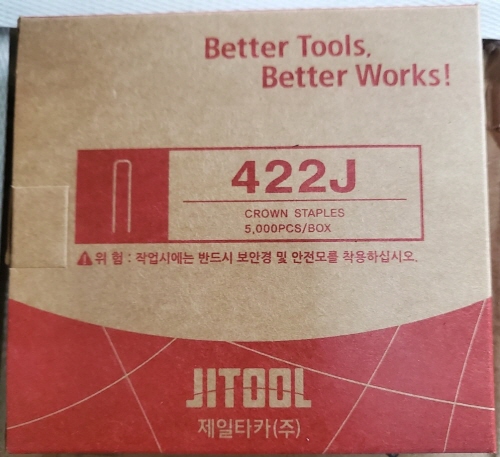 Better Tools,
Better Works!
422J
CROWN STAPLES
5,000PCS/BOX
위 험 : 작업시에는 반드시 보안경 및 안전모를 착용하십시오.
JITOOL
제일타카(주)